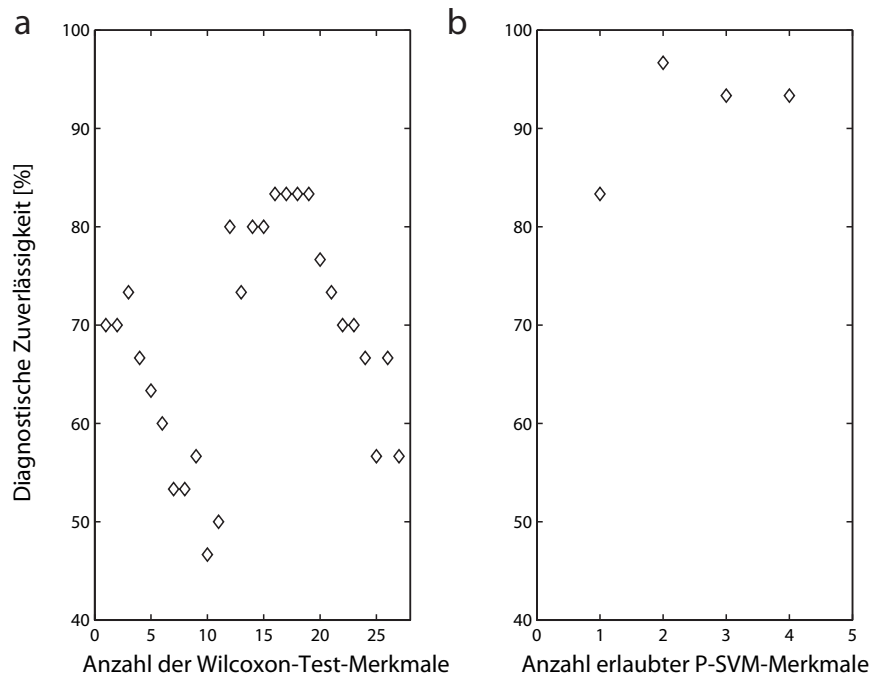 a
b
Diagnostische Zuverlässigkeit [%]
100
90
80
70
60
50
40
0 5 10 15 20 25
Anzahl der Wilcoxon-Test-Merkmale
100
90
80
70
60
50
40
0 1 2 3 4 5
Anzahl erlaubter P-SVM-Merkmale